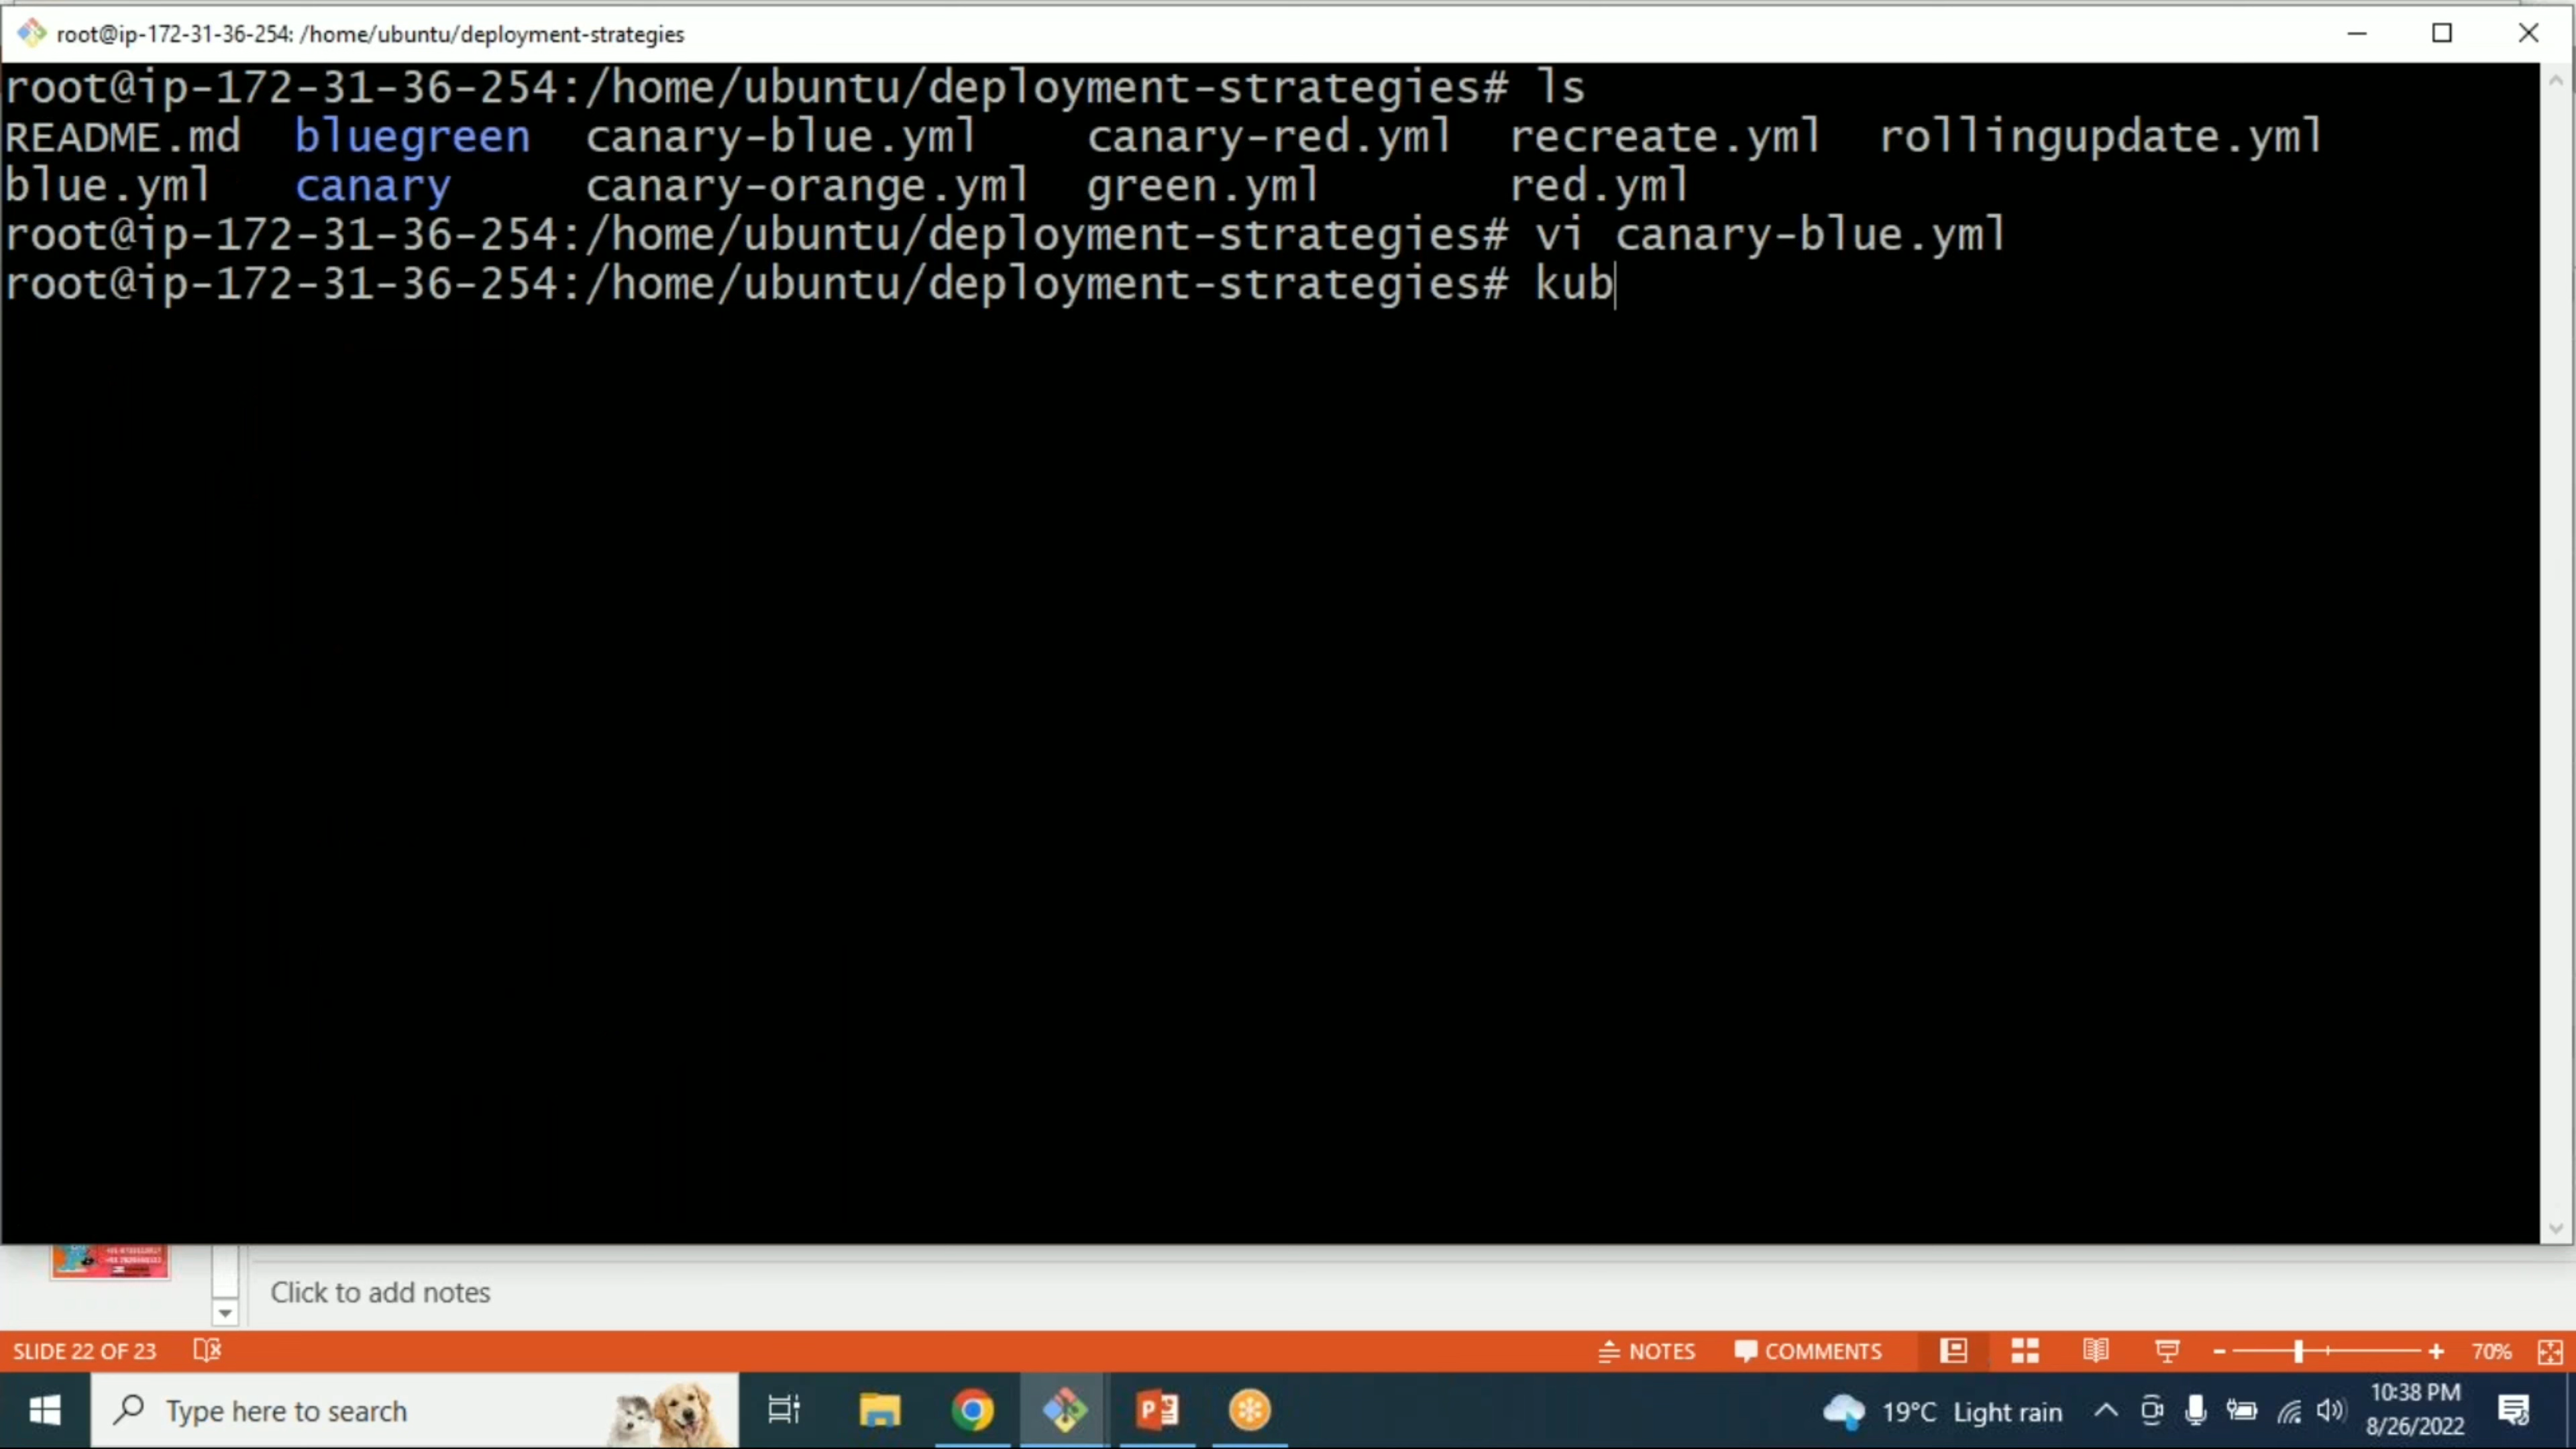 root@ip-172-31-36-254: /home/ubuntu/deployment-strategies
root@ip-172-31-36-254:/home/ubuntu/deployment-strategies# ls
README.md bluegreen canary-blue.yml canary-red.yml recreate.yml rollingupdate.yml
blue.yml canary canary-orange.yml green.yml red.yml
root@ip-172-31-36-254:/home/ubuntu/deployment-strategies# vi canary-blue.yml
root@ip-172-31-36-254:/home/ubuntu/deployment-strategies# kub
Click to add notes
SLIDE 22 OF 23 NOTES COMMENTS 70%
Type here to search 19°C Light rain 10:38 PM
8/26/2022